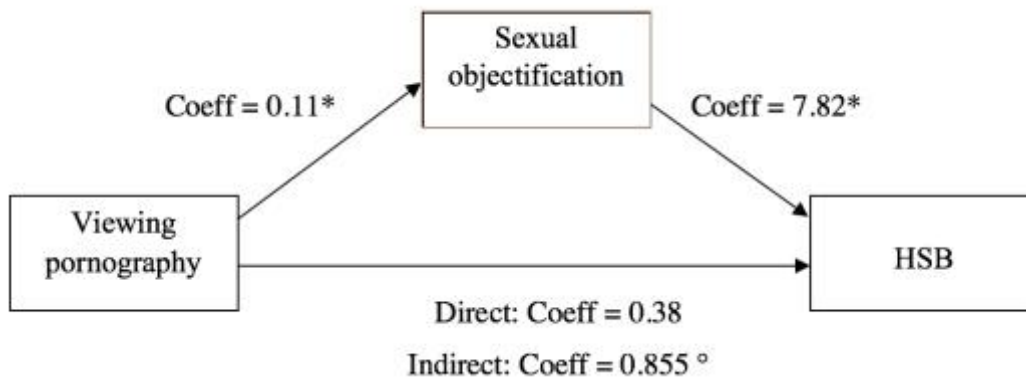 Sexual
objectification
Coeff = 0.11*
Coeff = 7.82*
Viewing
pornography
HSB
Direct: Coeff = 0.38
Indirect: Coeff = 0.855 °